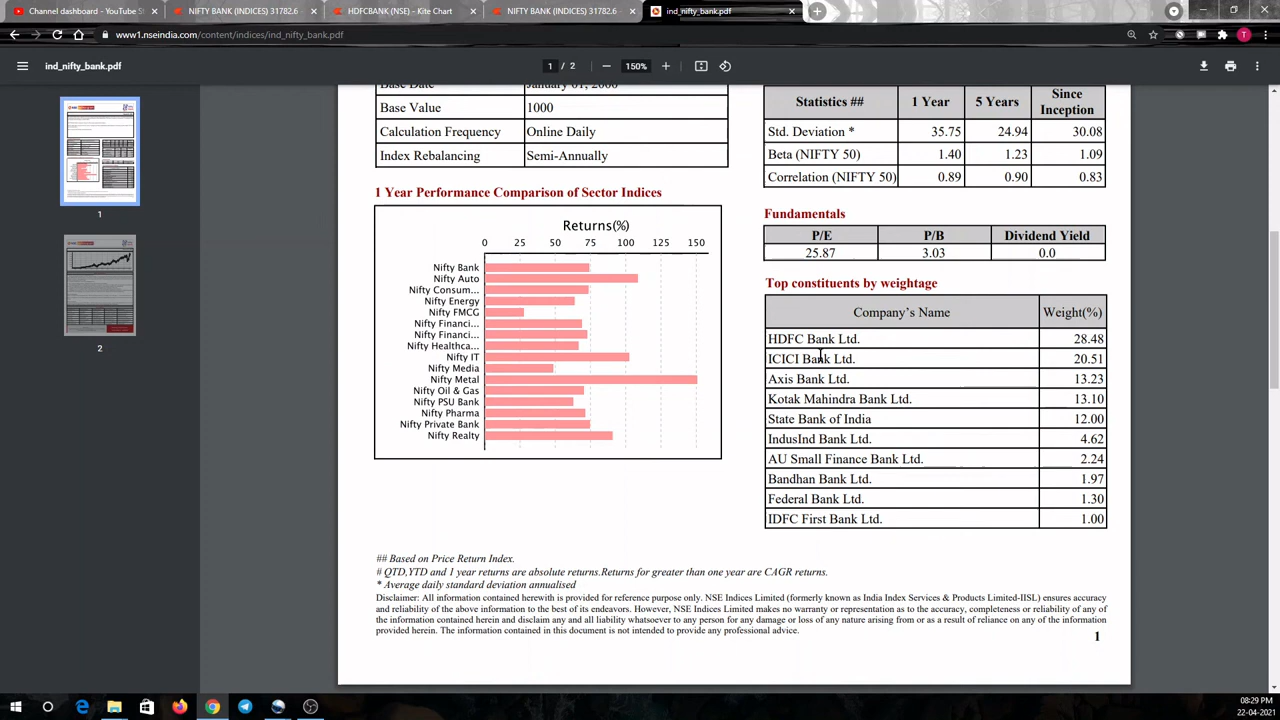 Channel dashboard - YouTube St
NIFTY BANK (INDICES) 31782.6
HDFCBANK (NSE) - Kite Chart
NIFTY BANK (INDICES) 31782.6
ind_nifty_bank.pdf
www1.nseindia.com/content/indices/ind_nifty_bank.pdf
T
ind_nifty_bank.pdf
1 / 2
150%
1
2
Base Date January 01, 2000
Base Value 1000
Calculation Frequency Online Daily
Index Rebalancing Semi-Annually
Statistics ## 1 Year 5 Years Since Inception
Std. Deviation * 35.75 24.94 30.08
Beta (NIFTY 50) 1.40 1.23 1.09
Correlation (NIFTY 50) 0.89 0.90 0.83
1 Year Performance Comparison of Sector Indices
Returns(%)
0 25 50 75 100 125 150
Nifty Bank
Nifty Auto
Nifty Consum...
Nifty Energy
Nifty FMCG
Nifty Financi...
Nifty Financi...
Nifty Healthca...
Nifty IT
Nifty Media
Nifty Metal
Nifty Oil & Gas
Nifty PSU Bank
Nifty Pharma
Nifty Private Bank
Nifty Realty
Fundamentals
P/E P/B Dividend Yield
25.87 3.03 0.0
Top constituents by weightage
Company's Name Weight(%)
HDFC Bank Ltd. 28.48
ICICI Bank Ltd. 20.51
Axis Bank Ltd. 13.23
Kotak Mahindra Bank Ltd. 13.10
State Bank of India 12.00
IndusInd Bank Ltd. 4.62
AU Small Finance Bank Ltd. 2.24
Bandhan Bank Ltd. 1.97
Federal Bank Ltd. 1.30
IDFC First Bank Ltd. 1.00
## Based on Price Return Index.
# QTD,YTD and 1 year returns are absolute returns.Returns for greater than one year are CAGR returns.
* Average daily standard deviation annualised
Disclaimer: All information contained herewith is provided for reference purpose only. NSE Indices Limited (formerly known as India Index Services & Products Limited-IISL) ensures accuracy
and reliability of the above information to the best of its endeavors. However, NSE Indices Limited makes no warranty or representation as to the accuracy, completeness or reliability of any of
the information contained herein and disclaim any and all liability whatsoever to any person for any damage or loss of any nature arising from or as a result of reliance on any of the information
provided herein. The information contained in this document is not intended to provide any professional advice.
1
08:29 PM
22-04-2021